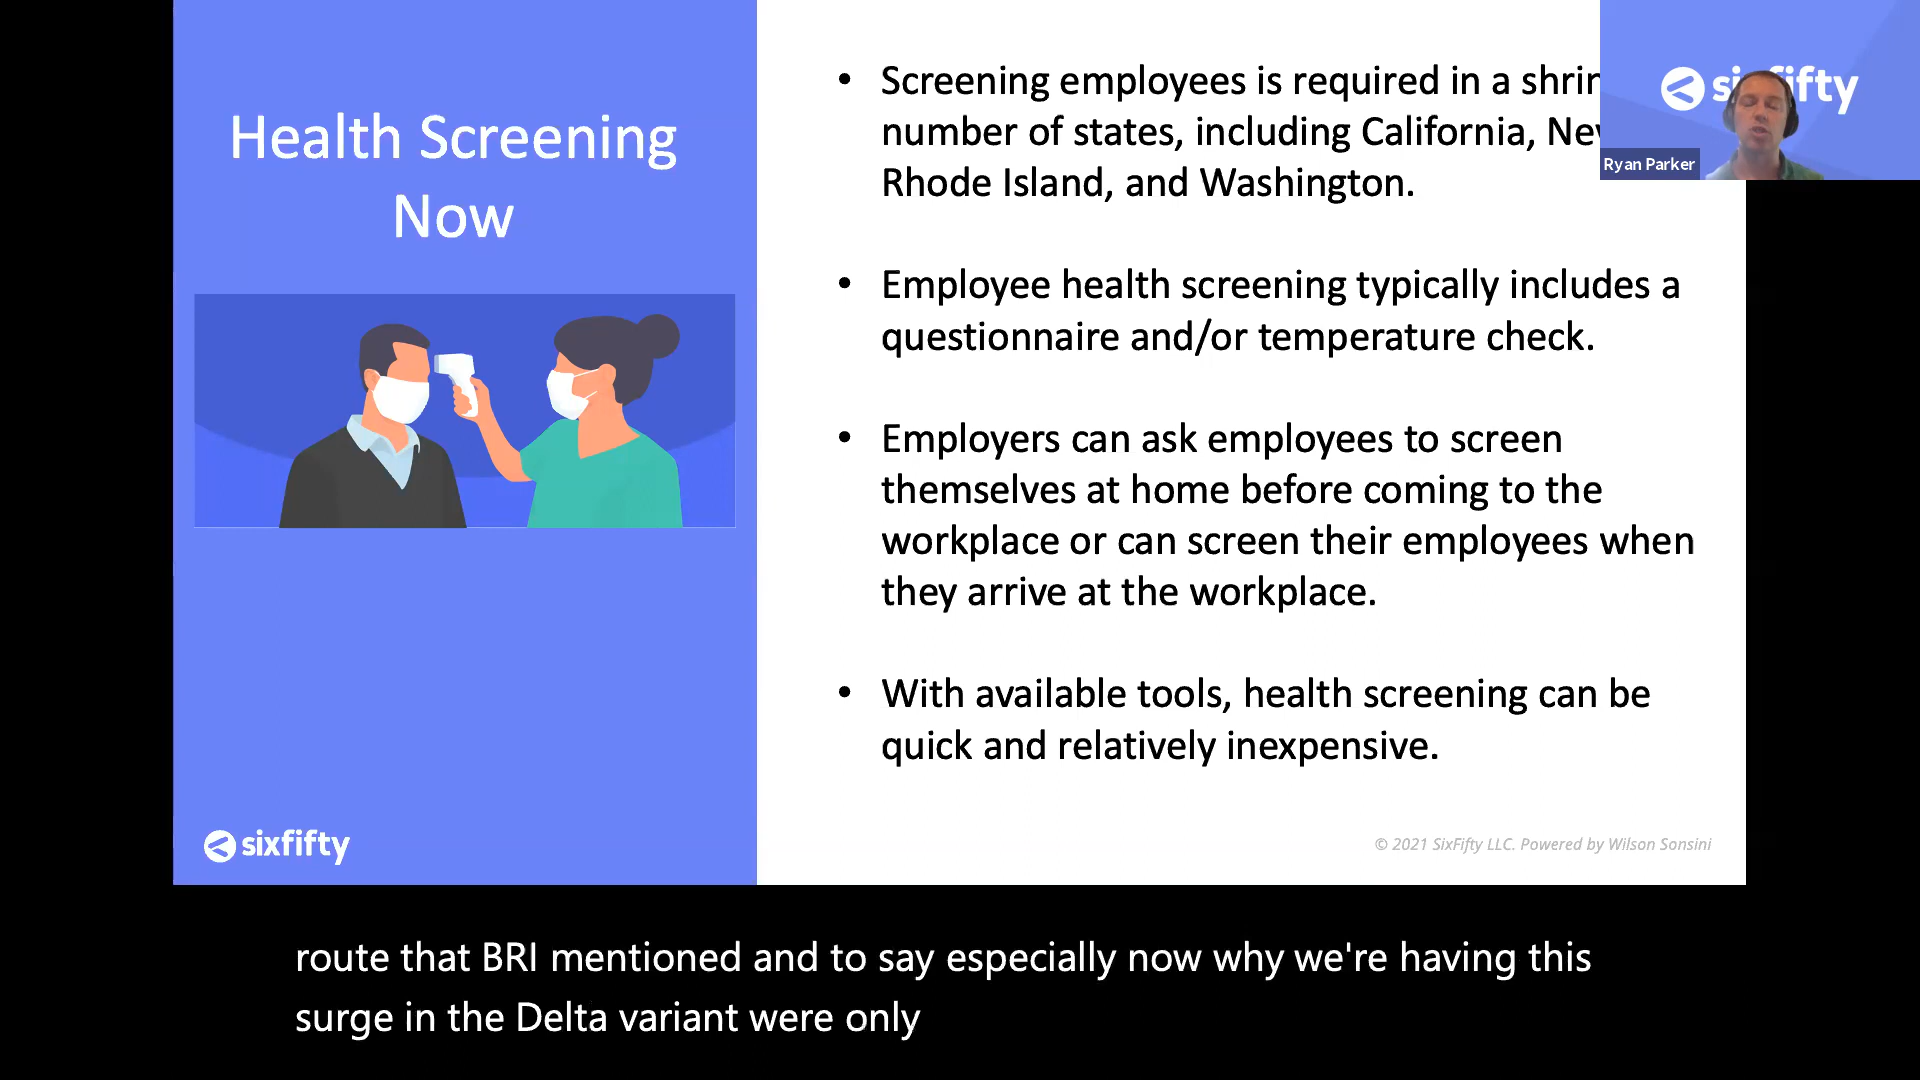 Health Screening
Now
sixfifty
• Screening employees is required in a
number of states, including California,
Rhode Island, and Washington.
• Employee health screening typically includes a
questionnaire and/or temperature check.
• Employers can ask employees to screen
themselves at home before coming to the
workplace or can screen their employees when
they arrive at the workplace.
• With available tools, health screening can be
quick and relatively inexpensive.
© 2021 SixFifty LLC. Powered by Wilson Sonsini
sixfifty
Ryan Parker
route that BRI mentioned and to say especially now why we're having this
surge in the Delta variant were only